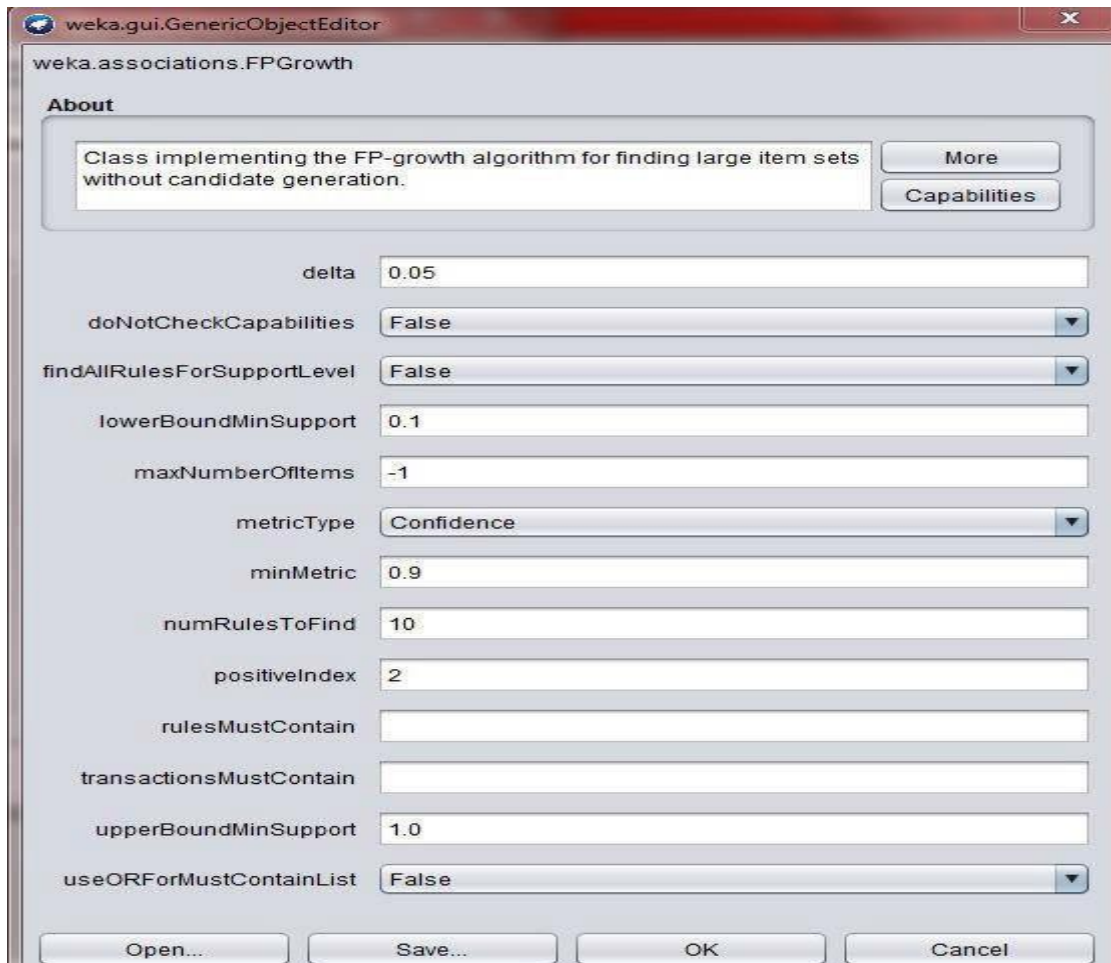 weka.gui.GenericObjectEditor
weka.associations.FPGrowth
About
Class implementing the FP-growth algorithm for finding large item sets
without candidate generation.
More
Capabilities
delta 0.05
doNotCheckCapabilities False
findAllRulesForSupportLevel False
lowerBoundMinSupport 0.1
maxNumberOfItems -1
metricType Confidence
minMetric 0.9
numRulesToFind 10
positiveIndex 2
rulesMustContain
transactionsMustContain
upperBoundMinSupport 1.0
useORForMustContainList False
Open... Save... OK Cancel